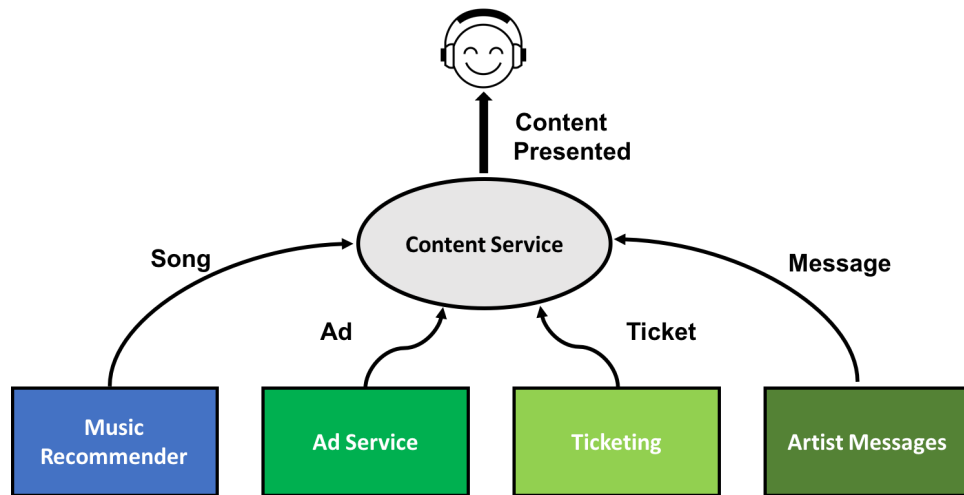 Content
Presented
Content Service
Song
Message
Ad
Ticket
Music
Recommender
Ad Service
Ticketing
Artist Messages